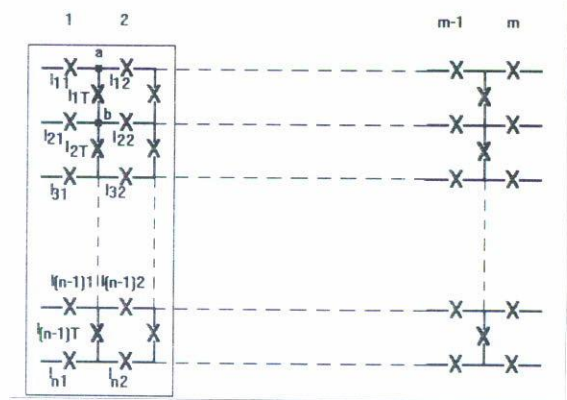 1 2 m-1 m
a
I11 I12
I1T
b
I21 I22
I2T
I31 I32
I(n-1)1 I(n-1)2
I(n-1)T
In1 In2